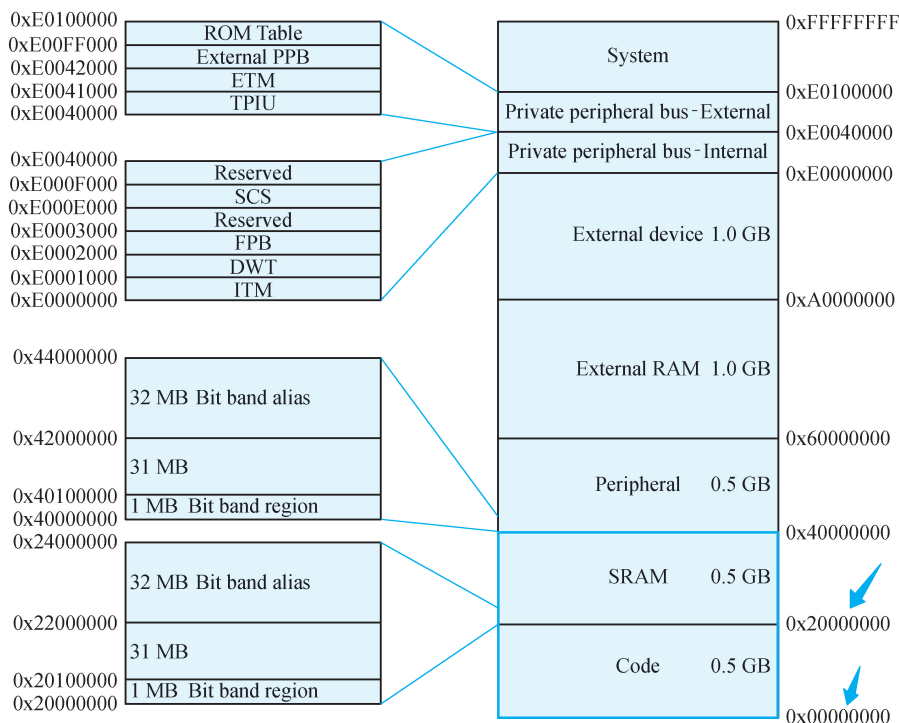 0xE0100000
ROM Table
0xE00FF000
External PPB
0xE0042000
ETM
0xE0041000
TPIU
0xE0040000
0xE0040000
Reserved
0xE000F000
SCS
0xE000E000
Reserved
0xE0003000
FPB
0xE0002000
DWT
0xE0001000
ITM
0xE0000000
0x44000000
32 MB Bit band alias
0x42000000
31 MB
0x40100000
1 MB Bit band region
0x40000000
0x24000000
32 MB Bit band alias
0x22000000
31 MB
0x20100000
1 MB Bit band region
0x20000000
0xFFFFFFFF
System
0xE0100000
Private peripheral bus-External
0xE0040000
Private peripheral bus-Internal
0xE0000000
External device 1.0 GB
0xA0000000
External RAM 1.0 GB
0x60000000
Peripheral 0.5 GB
0x40000000
SRAM 0.5 GB
0x20000000
Code 0.5 GB
0x00000000